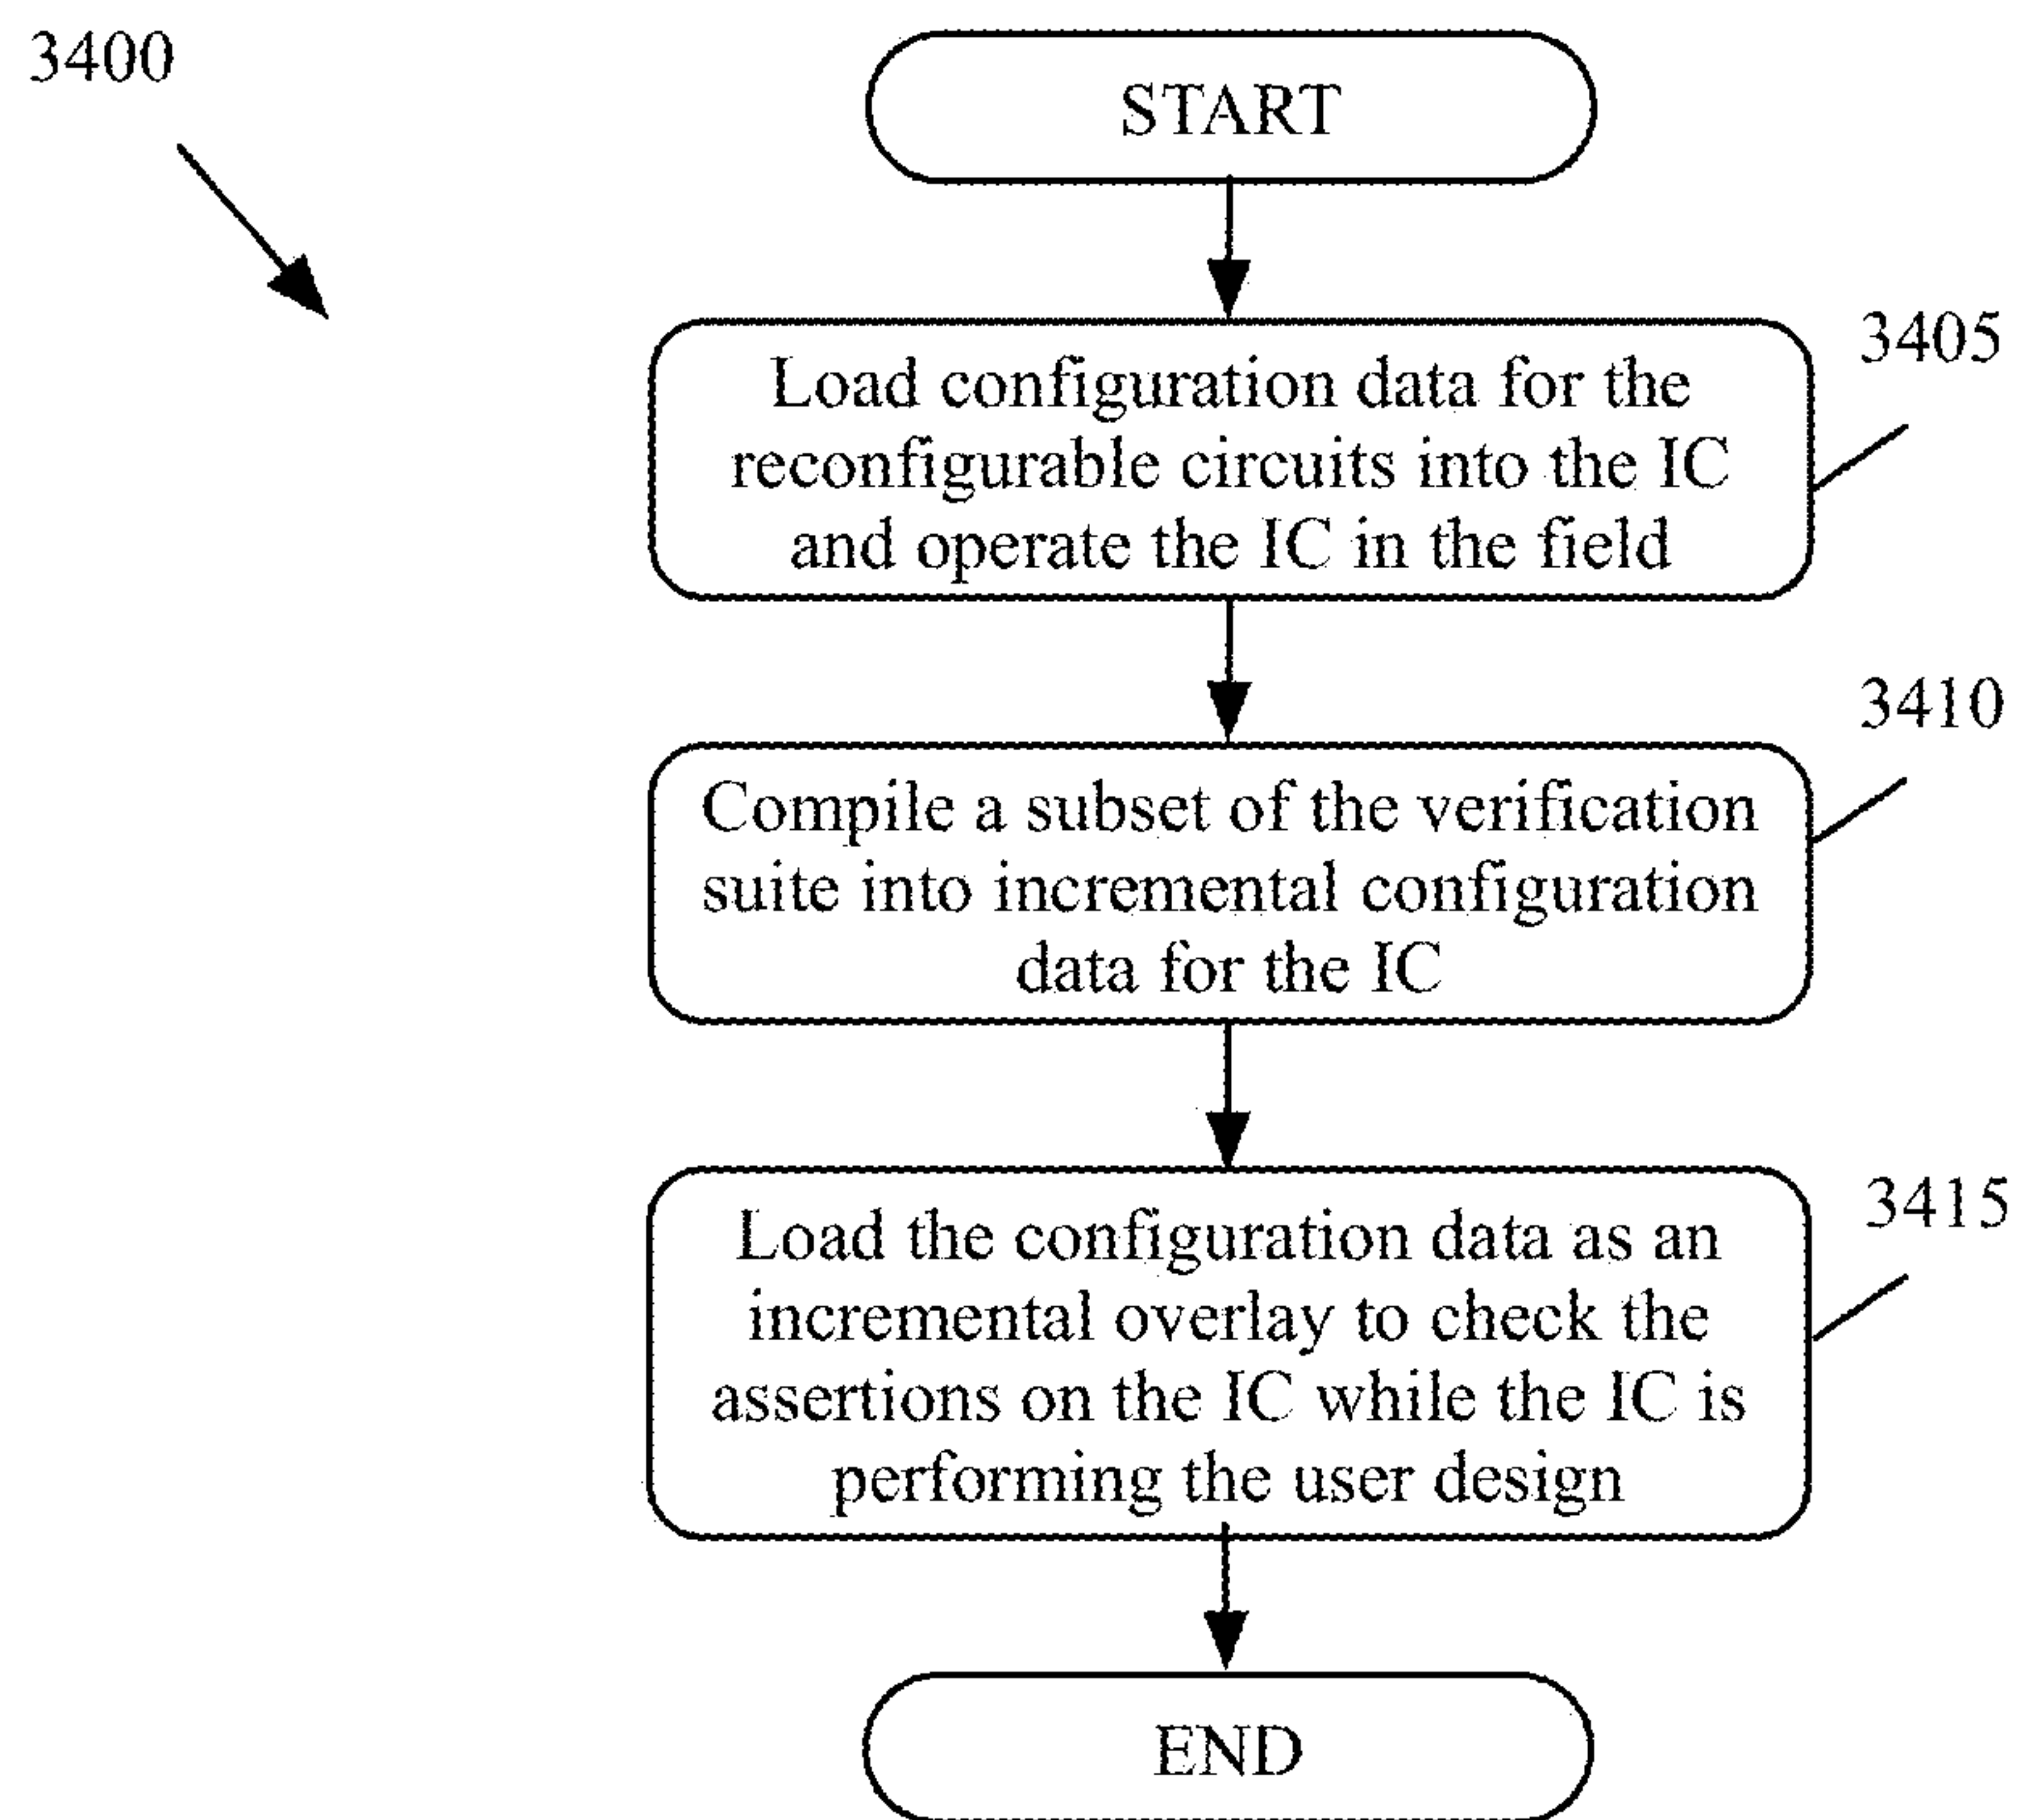 3400
START
3405
Load configuration data for the
reconfigurable circuits into the IC
and operate the IC in the field
3410
Compile a subset of the verification
suite into incremental configuration
data for the IC
3415
Load the configuration data as an
incremental overlay to check the
assertions on the IC while the IC is
performing the user design
END